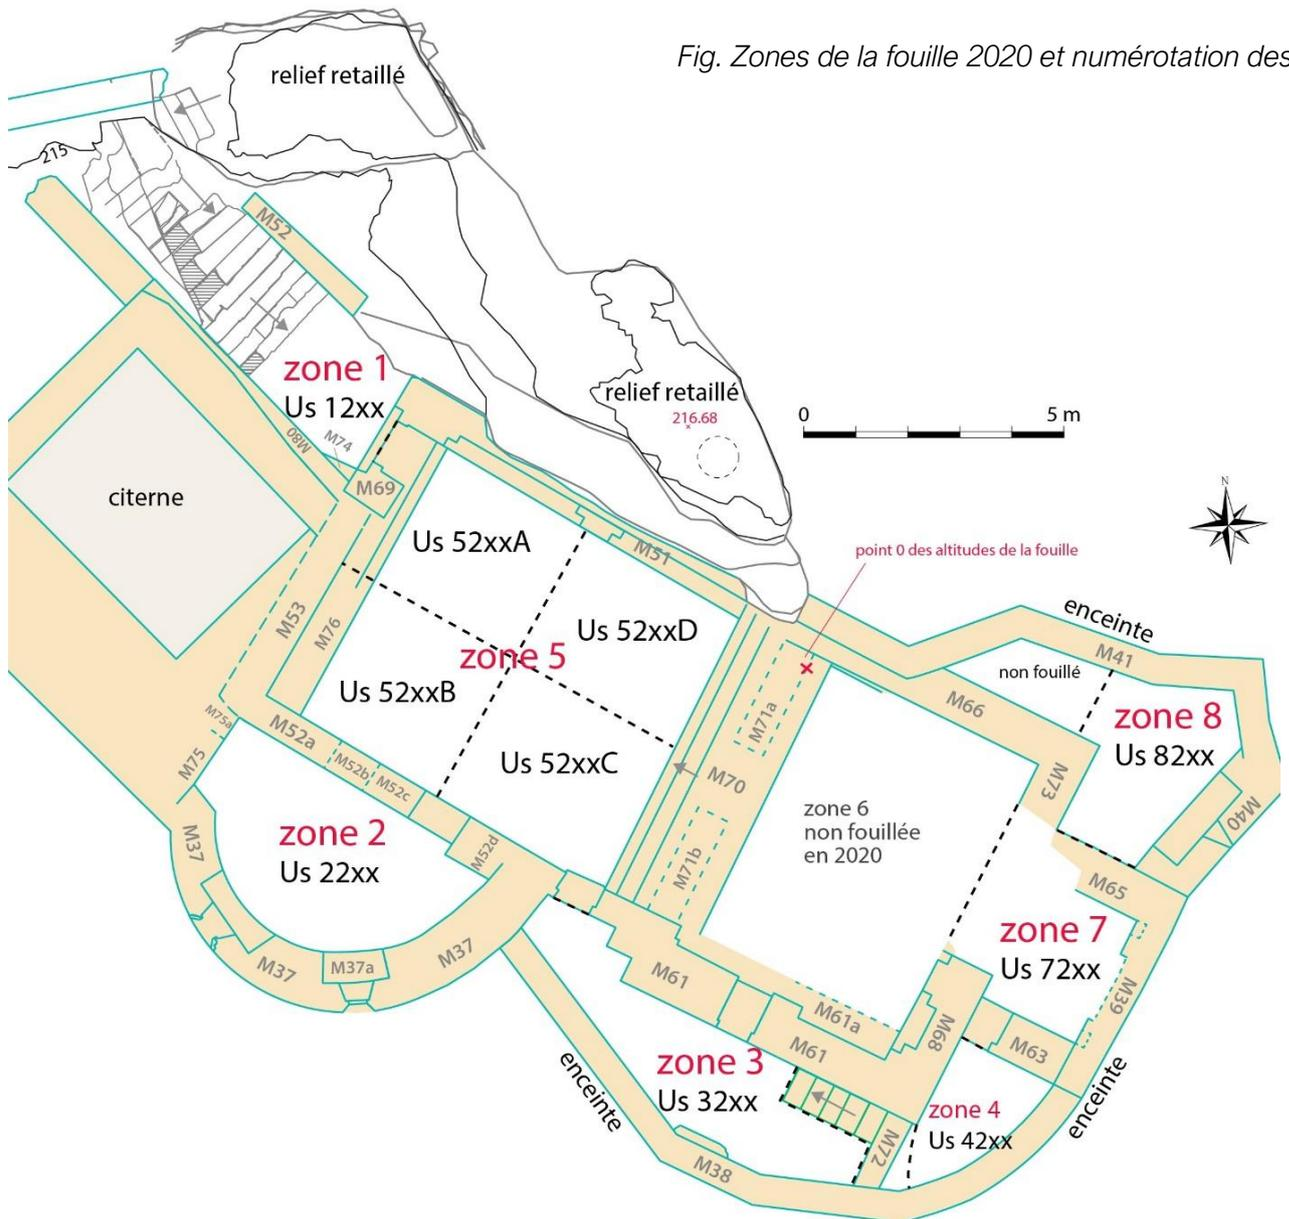 Fig. Zones de la fouille 2020 et numérotation des
relief retaillé
215
M52
zone 1
Us 12xx
relief retaillé
216.68
0 5 m
M80
M74
M69
citerne
N
Us 52xxA
M51
point 0 des altitudes de la fouille
M53
M76
Us 52xxD
zone 5
Us 52xxB
enceinte
M41
non fouillé
M66
zone 8
Us 82xx
M71a
M75a
M52a
M75
M52b
M52c
Us 52xxC
M70
M73
M40
zone 6
non fouillée
en 2020
zone 2
Us 22xx
M37
M52d
M71b
M65
zone 7
Us 72xx
M37
M37a
M37
M61
M39
M61a
M68
M61
M63
zone 3
Us 32xx
enceinte
zone 4
Us 42xx
enceinte
M72
M38